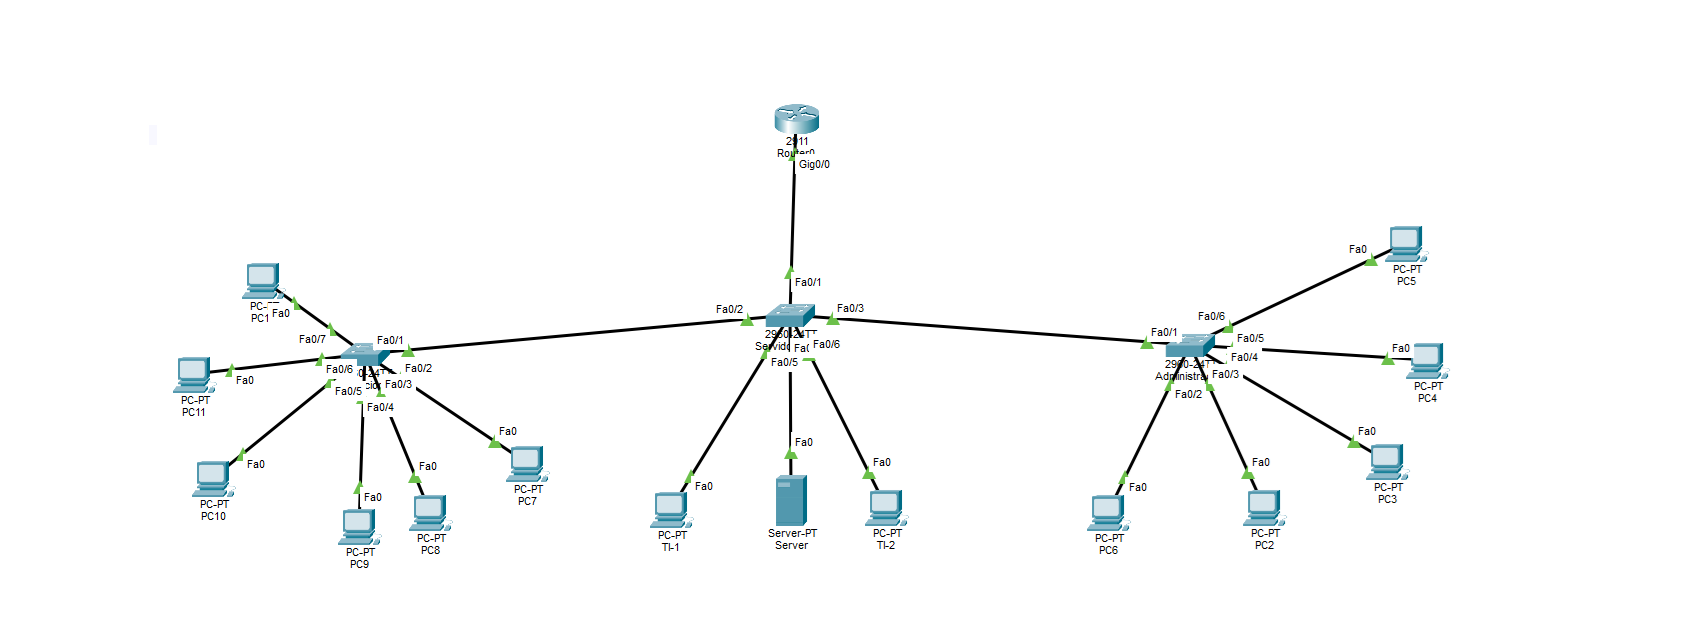 2911
Router0
Gig0/0
Fa0/1
Fa0/2
Fa0/3
Fa0/5
Fa0/6
PC1
Fa0
Fa0/7
Fa0/1
Fa0/2
Fa0/6
Fa0/3
Fa0/5
Fa0/4
Fa0
PC-PT
PC11
Fa0
PC-PT
PC10
Fa0
PC-PT
PC9
Fa0
PC-PT
PC8
Fa0
PC-PT
PC7
Fa0
PC-PT
TI-1
Fa0
Server-PT
Server
Fa0
PC-PT
TI-2
Fa0/1
Fa0/6
Fa0/5
Fa0/4
Fa0/3
Fa0/2
Fa0
PC-PT
PC5
Fa0
PC-PT
PC4
Fa0
PC-PT
PC3
Fa0
PC-PT
PC2
Fa0
PC-PT
PC6